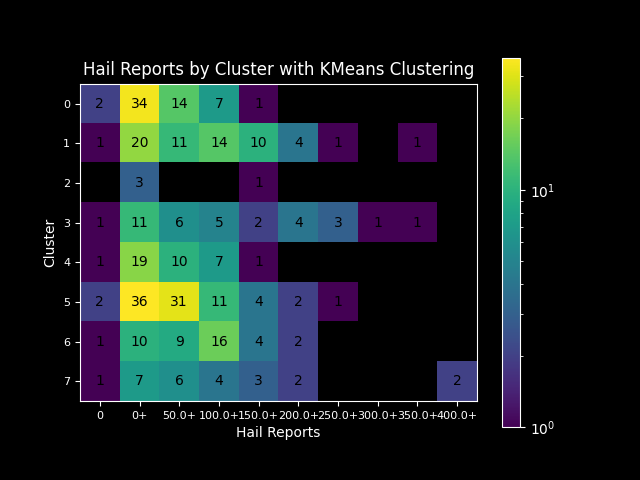 Hail Reports by Cluster with KMeans Clustering
0 2 34 14 7 1
1 1 20 11 14 10 4 1 1
2 3 1
3 1 11 6 5 2 4 3 1 1
4 1 19 10 7 1
5 2 36 31 11 4 2 1
6 1 10 9 16 4 2
7 1 7 6 4 3 2 2
0 0+ 50.0+ 100.0+ 150.0+ 200.0+ 250.0+ 300.0+ 350.0+ 400.0+
Hail Reports
Cluster
10¹
10⁰